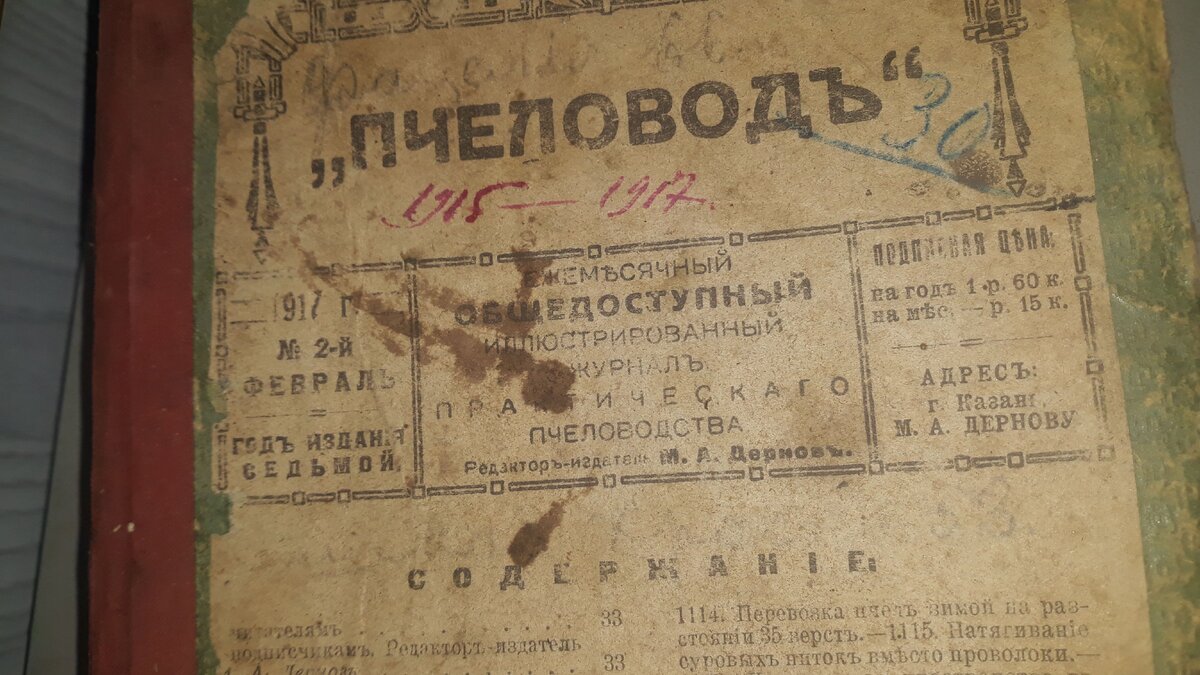 „ПЧЕЛОВОДЪ“
30
1915 — 1917.
1917 Г.
№ 2-й
ФЕВРАЛЬ
ГОДЪ ИЗДАНІЯ
СЕДЬМОЙ.
ЕЖЕМѢСЯЧНЫЙ
ОБЩЕДОСТУПНЫЙ
ИЛЛЮСТРИРОВАННЫЙ
ЖУРНАЛЪ
ПРАКТИЧЕСКАГО
ПЧЕЛОВОДСТВА
Редакторъ-издатель М. А. Дерновъ.
ПОДПИСНАЯ ЦѢНА:
на годъ 1-р. 60 к.
на мѣс. — р. 15 к.
АДРЕСЪ:
г. Казань,
М. А. ДЕРНОВУ
СОДЕРЖАНІЕ:
читателямъ . . . . . . . . . . 33
подписчикамъ. Редакторъ-издатель
А. Дерновъ . . . . . . . . . . 33
1114. Перевозка пчелъ зимой на раз-
стояніи 35 верстъ.—1115. Натягиваніе
суровыхъ нитокъ вмѣсто проволоки.—